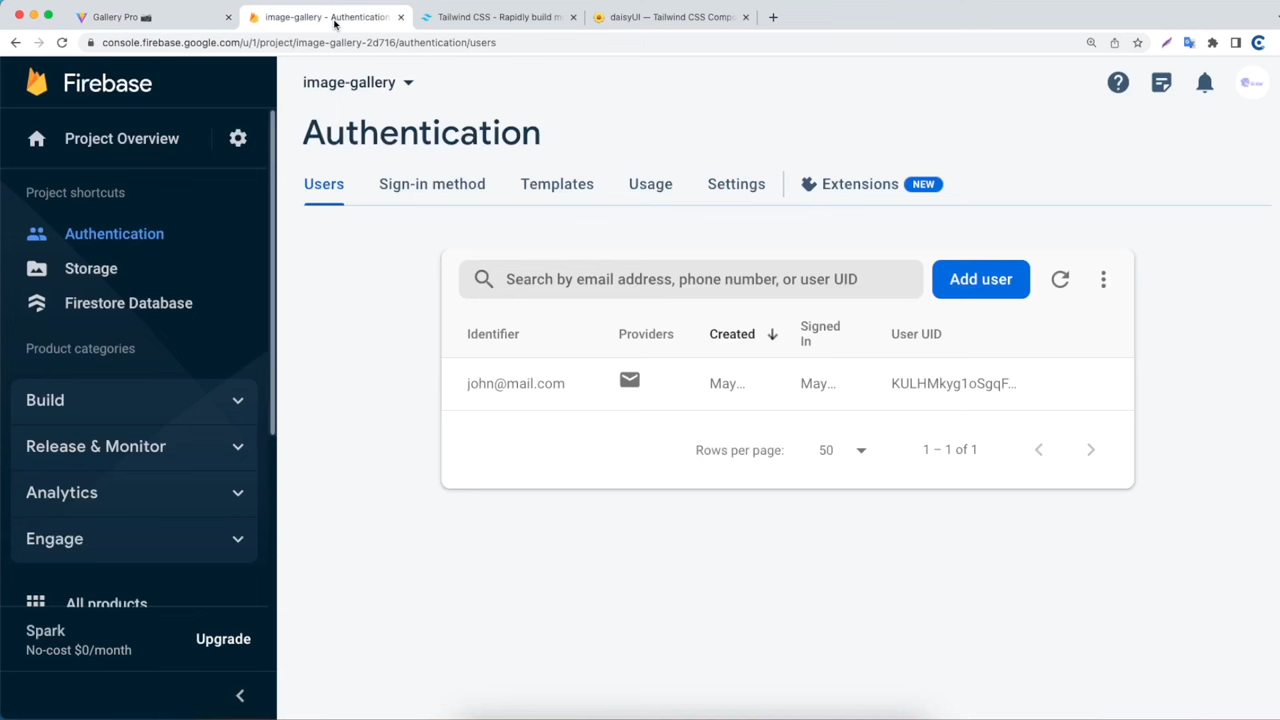 Gallery Pro 📸
image-gallery - Authentication
Tailwind CSS - Rapidly build m
daisyUI — Tailwind CSS Comp
console.firebase.google.com/u/1/project/image-gallery-2d716/authentication/users
Firebase
image-gallery
Project Overview
Authentication
Users
Sign-in method
Templates
Usage
Settings
Extensions
NEW
Project shortcuts
Authentication
Storage
Firestore Database
Product categories
Build
Release & Monitor
Analytics
Engage
All products
Spark
No-cost $0/month
Upgrade
Search by email address, phone number, or user UID
Add user
Identifier
Providers
Created
Signed
In
User UID
john@mail.com
May...
May...
KULHMkyg1oSgqF...
Rows per page:
50
1 – 1 of 1